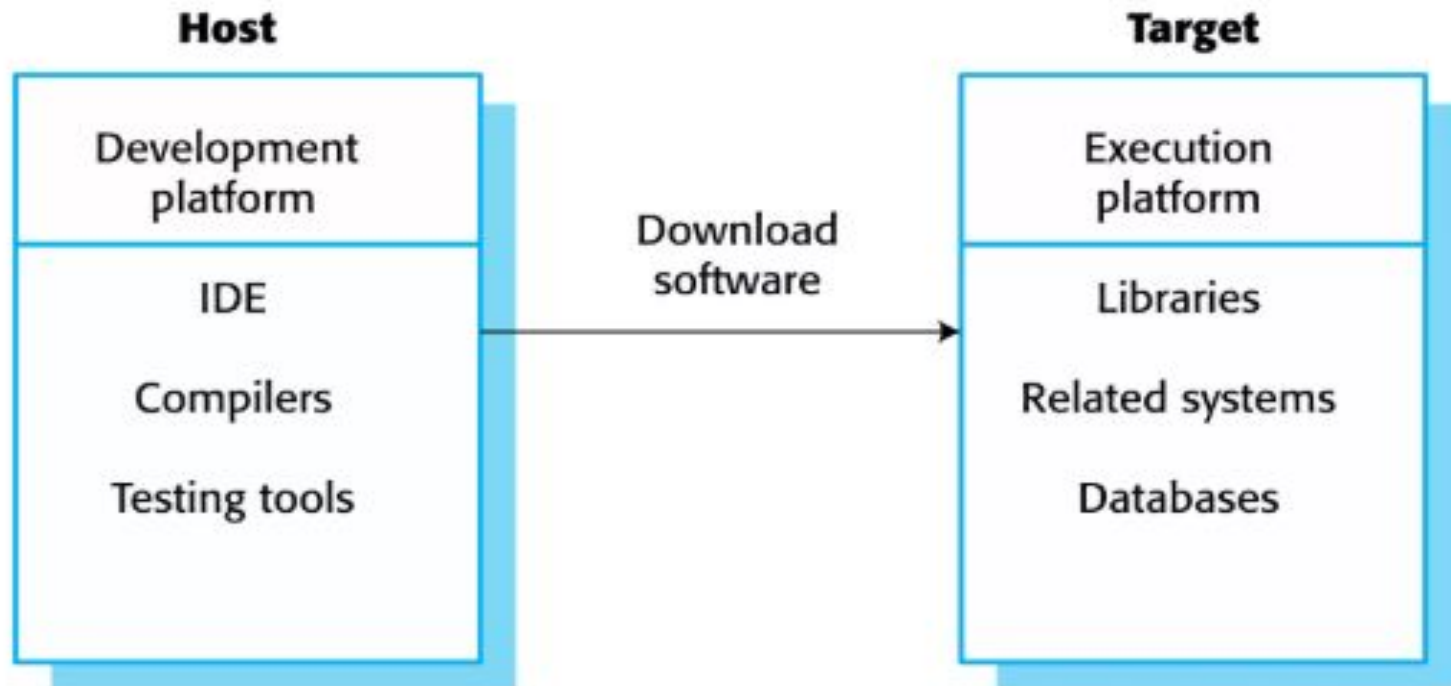 Host
Development
platform
IDE
Compilers
Testing tools
Download
software
Target
Execution
platform
Libraries
Related systems
Databases